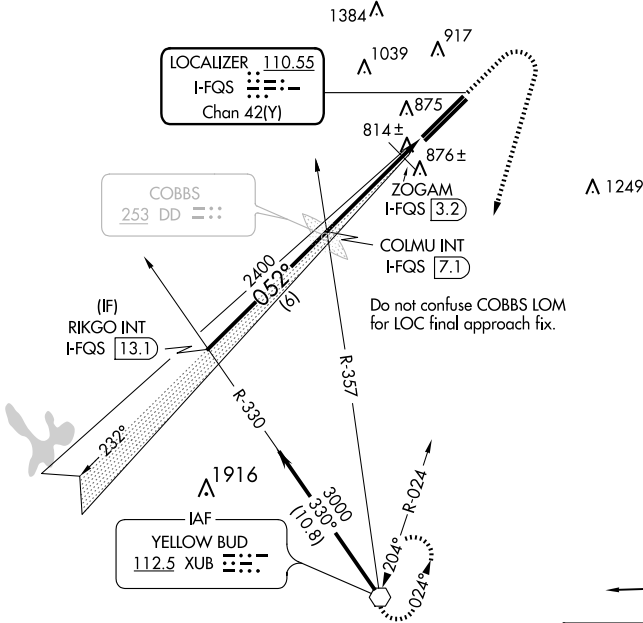 1384
1039
917
LOCALIZER 110.55
I-FQS
Chan 42(Y)
875
814±
876±
ZOGAM
I-FQS 3.2
1249
COBBS
253 DD
COLMU INT
I-FQS 7.1
2400
052°
(6)
Do not confuse COBBS LOM
for LOC final approach fix.
(IF)
RIKGO INT
I-FQS 13.1
R-357
R-330
232°
1916
3000
330°
(10.8)
R-024
IAF
YELLOW BUD
112.5 XUB
204°
024°